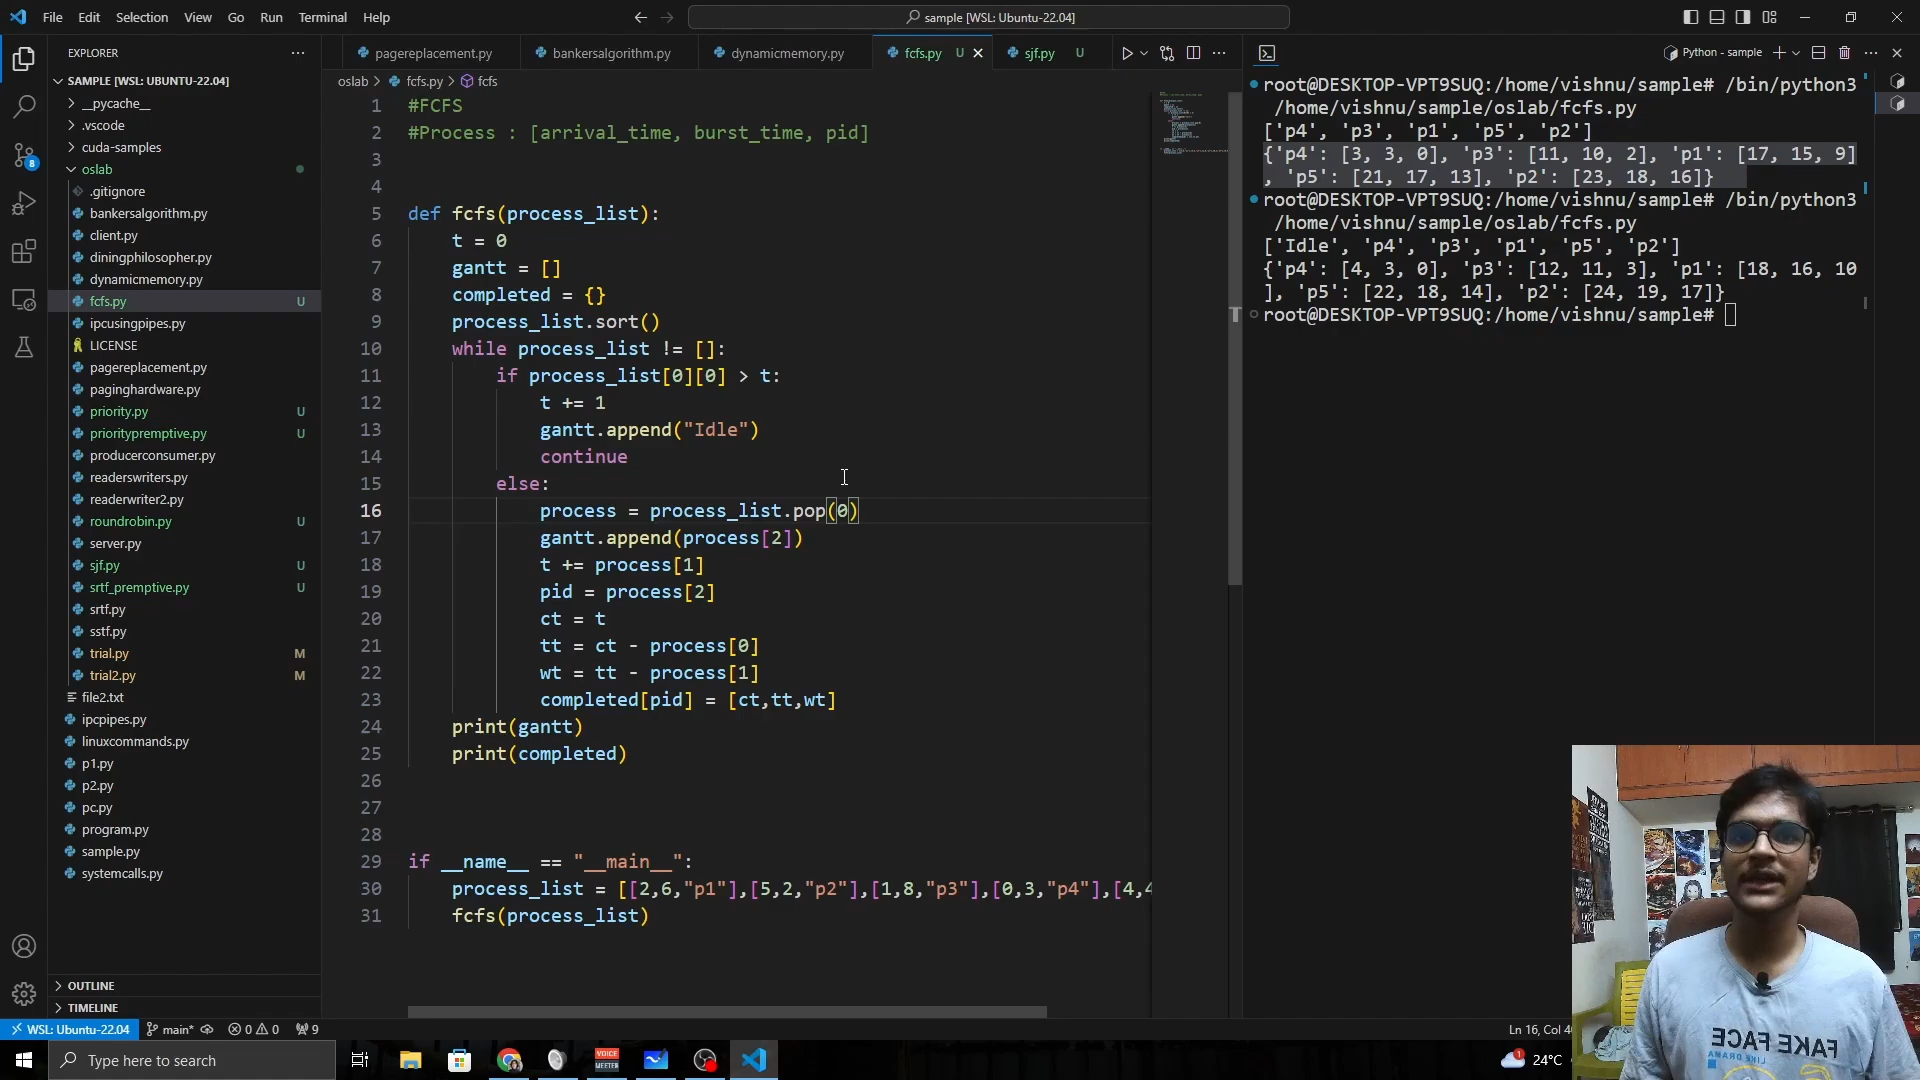 File Edit Selection View Go Run Terminal Help
sample [WSL: Ubuntu-22.04]
EXPLORER
SAMPLE [WSL: UBUNTU-22.04]
__pycache__
.vscode
cuda-samples
oslab
.gitignore
bankersalgorithm.py
client.py
diningphilosopher.py
dynamicmemory.py
fcfs.py U
ipcusingpipes.py
LICENSE
pagereplacement.py
paginghardware.py
priority.py U
prioritypremptive.py U
producerconsumer.py
readerswriters.py
readerwriter2.py
roundrobin.py U
server.py
sjf.py U
srtf_premptive.py U
srtf.py
sstf.py
trial.py M
trial2.py M
file2.txt
ipcpipes.py
linuxcommands.py
p1.py
p2.py
pc.py
program.py
sample.py
systemcalls.py
OUTLINE
TIMELINE
8
pagereplacement.py bankersalgorithm.py dynamicmemory.py fcfs.py U sjf.py U
oslab > fcfs.py > fcfs
1 #FCFS
2 #Process : [arrival_time, burst_time, pid]
3
4
5 def fcfs(process_list):
6 t = 0
7 gantt = []
8 completed = {}
9 process_list.sort()
10 while process_list != []:
11 if process_list[0][0] > t:
12 t += 1
13 gantt.append("Idle")
14 continue
15 else:
16 process = process_list.pop(0)
17 gantt.append(process[2])
18 t += process[1]
19 pid = process[2]
20 ct = t
21 tt = ct - process[0]
22 wt = tt - process[1]
23 completed[pid] = [ct,tt,wt]
24 print(gantt)
25 print(completed)
26
27
28
29 if __name__ == "__main__":
30 process_list = [[2,6,"p1"],[5,2,"p2"],[1,8,"p3"],[0,3,"p4"],[4,4
31 fcfs(process_list)
Python - sample
root@DESKTOP-VPT9SUQ:/home/vishnu/sample# /bin/python3
/home/vishnu/sample/oslab/fcfs.py
['p4', 'p3', 'p1', 'p5', 'p2']
{'p4': [3, 3, 0], 'p3': [11, 10, 2], 'p1': [17, 15, 9]
, 'p5': [21, 17, 13], 'p2': [23, 18, 16]}
root@DESKTOP-VPT9SUQ:/home/vishnu/sample# /bin/python3
/home/vishnu/sample/oslab/fcfs.py
['Idle', 'p4', 'p3', 'p1', 'p5', 'p2']
{'p4': [4, 3, 0], 'p3': [12, 11, 3], 'p1': [18, 16, 10
], 'p5': [22, 18, 14], 'p2': [24, 19, 17]}
root@DESKTOP-VPT9SUQ:/home/vishnu/sample#
FAKE FACE
LIKE DRAMA
WSL: Ubuntu-22.04 main* 0 0 9
Ln 16, Col
Type here to search
VOICE
MEETER
1
24°C